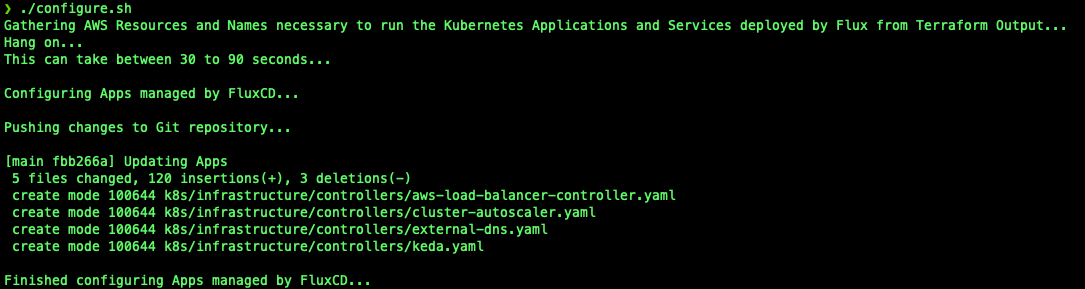 ❯ ./configure.sh
Gathering AWS Resources and Names necessary to run the Kubernetes Applications and Services deployed by Flux from Terraform Output...
Hang on...
This can take between 30 to 90 seconds...
Configuring Apps managed by FluxCD...
Pushing changes to Git repository...
[main fbb266a] Updating Apps
5 files changed, 120 insertions(+), 3 deletions(-)
create mode 100644 k8s/infrastructure/controllers/aws-load-balancer-controller.yaml
create mode 100644 k8s/infrastructure/controllers/cluster-autoscaler.yaml
create mode 100644 k8s/infrastructure/controllers/external-dns.yaml
create mode 100644 k8s/infrastructure/controllers/keda.yaml
Finished configuring Apps managed by FluxCD...